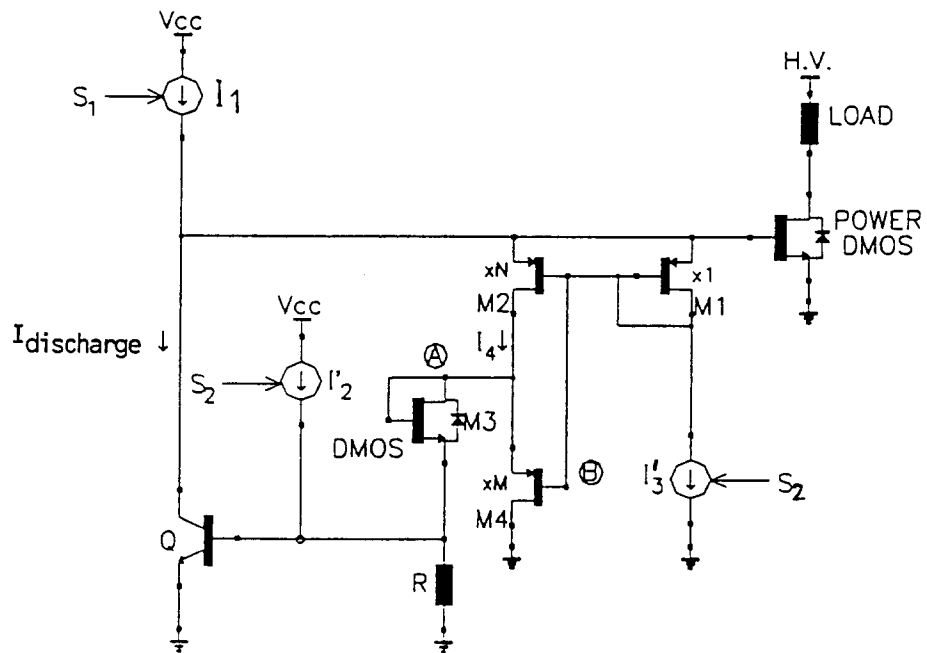 Vcc
S1 I1
H.V.
LOAD
POWER
DMOS
xN x1
M2 M1
Idischarge ↓
Vcc
I4 ↓
A
S2 I'2
M3
DMOS
xM B I'3 S2
M4
Q
R